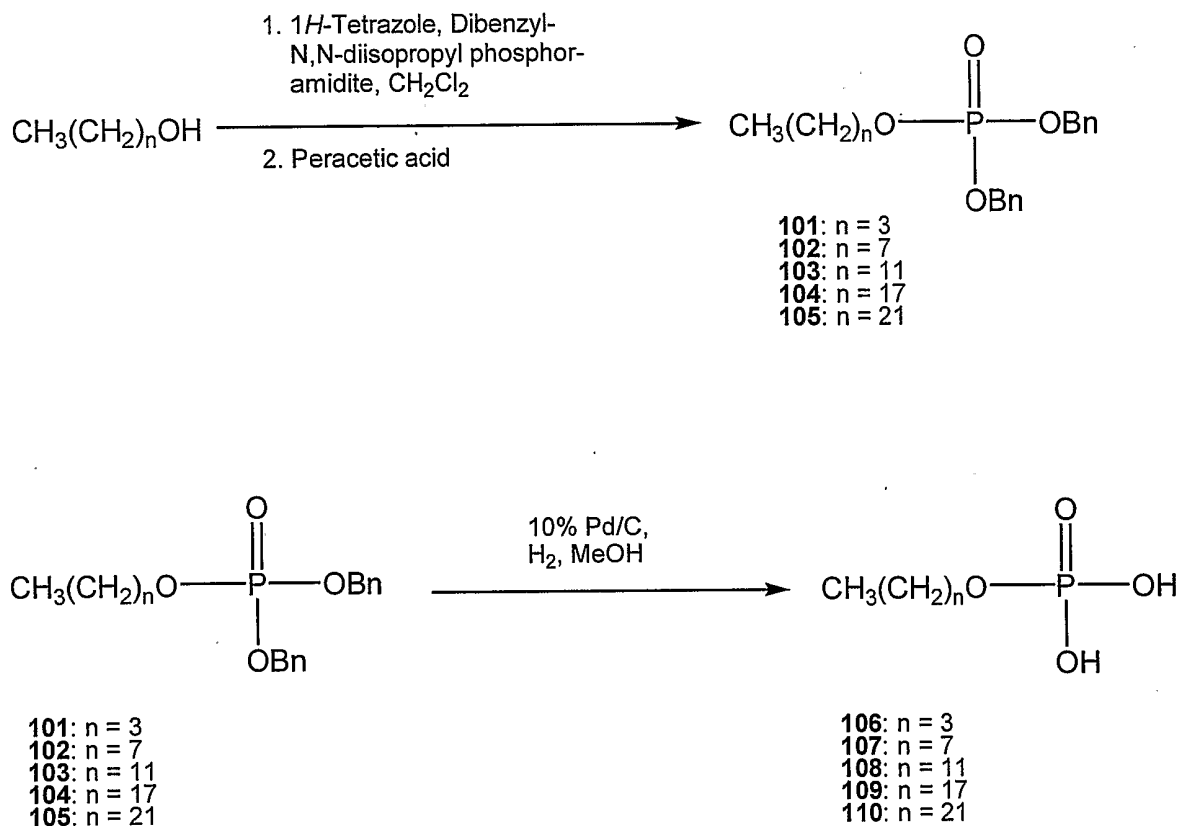 1. 1H-Tetrazole, Dibenzyl-
N,N-diisopropyl phosphor-
amidite, CH₂Cl₂
CH₃(CH₂)ₙOH
2. Peracetic acid
O
CH₃(CH₂)ₙO P OBn
OBn
101: n = 3
102: n = 7
103: n = 11
104: n = 17
105: n = 21
O
CH₃(CH₂)ₙO P OBn
OBn
101: n = 3
102: n = 7
103: n = 11
104: n = 17
105: n = 21
10% Pd/C,
H₂, MeOH
O
CH₃(CH₂)ₙO P OH
OH
106: n = 3
107: n = 7
108: n = 11
109: n = 17
110: n = 21